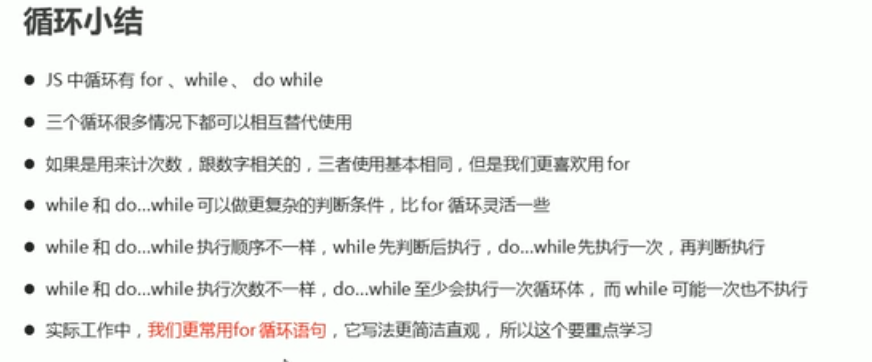 循环小结
● JS 中循环有 for 、while 、 do while
● 三个循环很多情况下都可以相互替代使用
● 如果是用来计次数，跟数字相关的，三者使用基本相同，但是我们更喜欢用 for
● while 和 do...while 可以做更复杂的判断条件，比 for 循环灵活一些
● while 和 do...while 执行顺序不一样，while 先判断后执行，do...while 先执行一次，再判断执行
● while 和 do...while 执行次数不一样，do...while 至少会执行一次循环体， 而 while 可能一次也不执行
● 实际工作中，我们更常用for 循环语句，它写法更简洁直观， 所以这个要重点学习